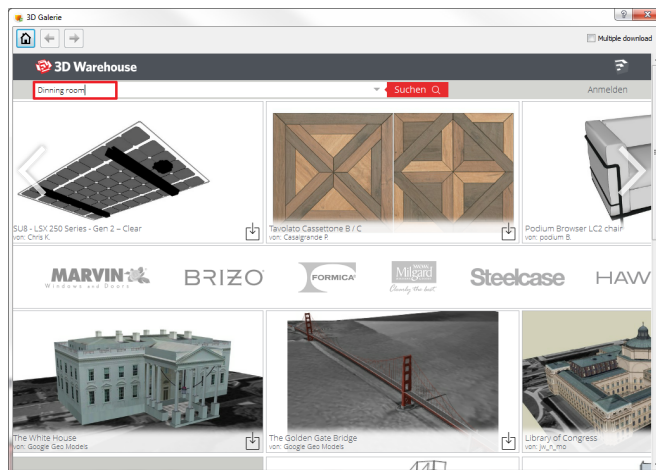 3D Galerie
Multiple download
3D Warehouse
Dinning room
Suchen
Anmelden
SU8 - LSX 250 Series - Gen 2 – Clear
von: Chris K.
Tavolato Cassettone B / C
von: Casalgrande P.
Podium Browser LC2 chair
von: podium B.
MARVIN
Windows and Doors
BRIZO
FORMICA
Milgard
Clearly the best
Steelcase
HAW
The White House
von: Google Geo Models
The Golden Gate Bridge
von: Google Geo Models
Library of Congress
von: jw_n_mo